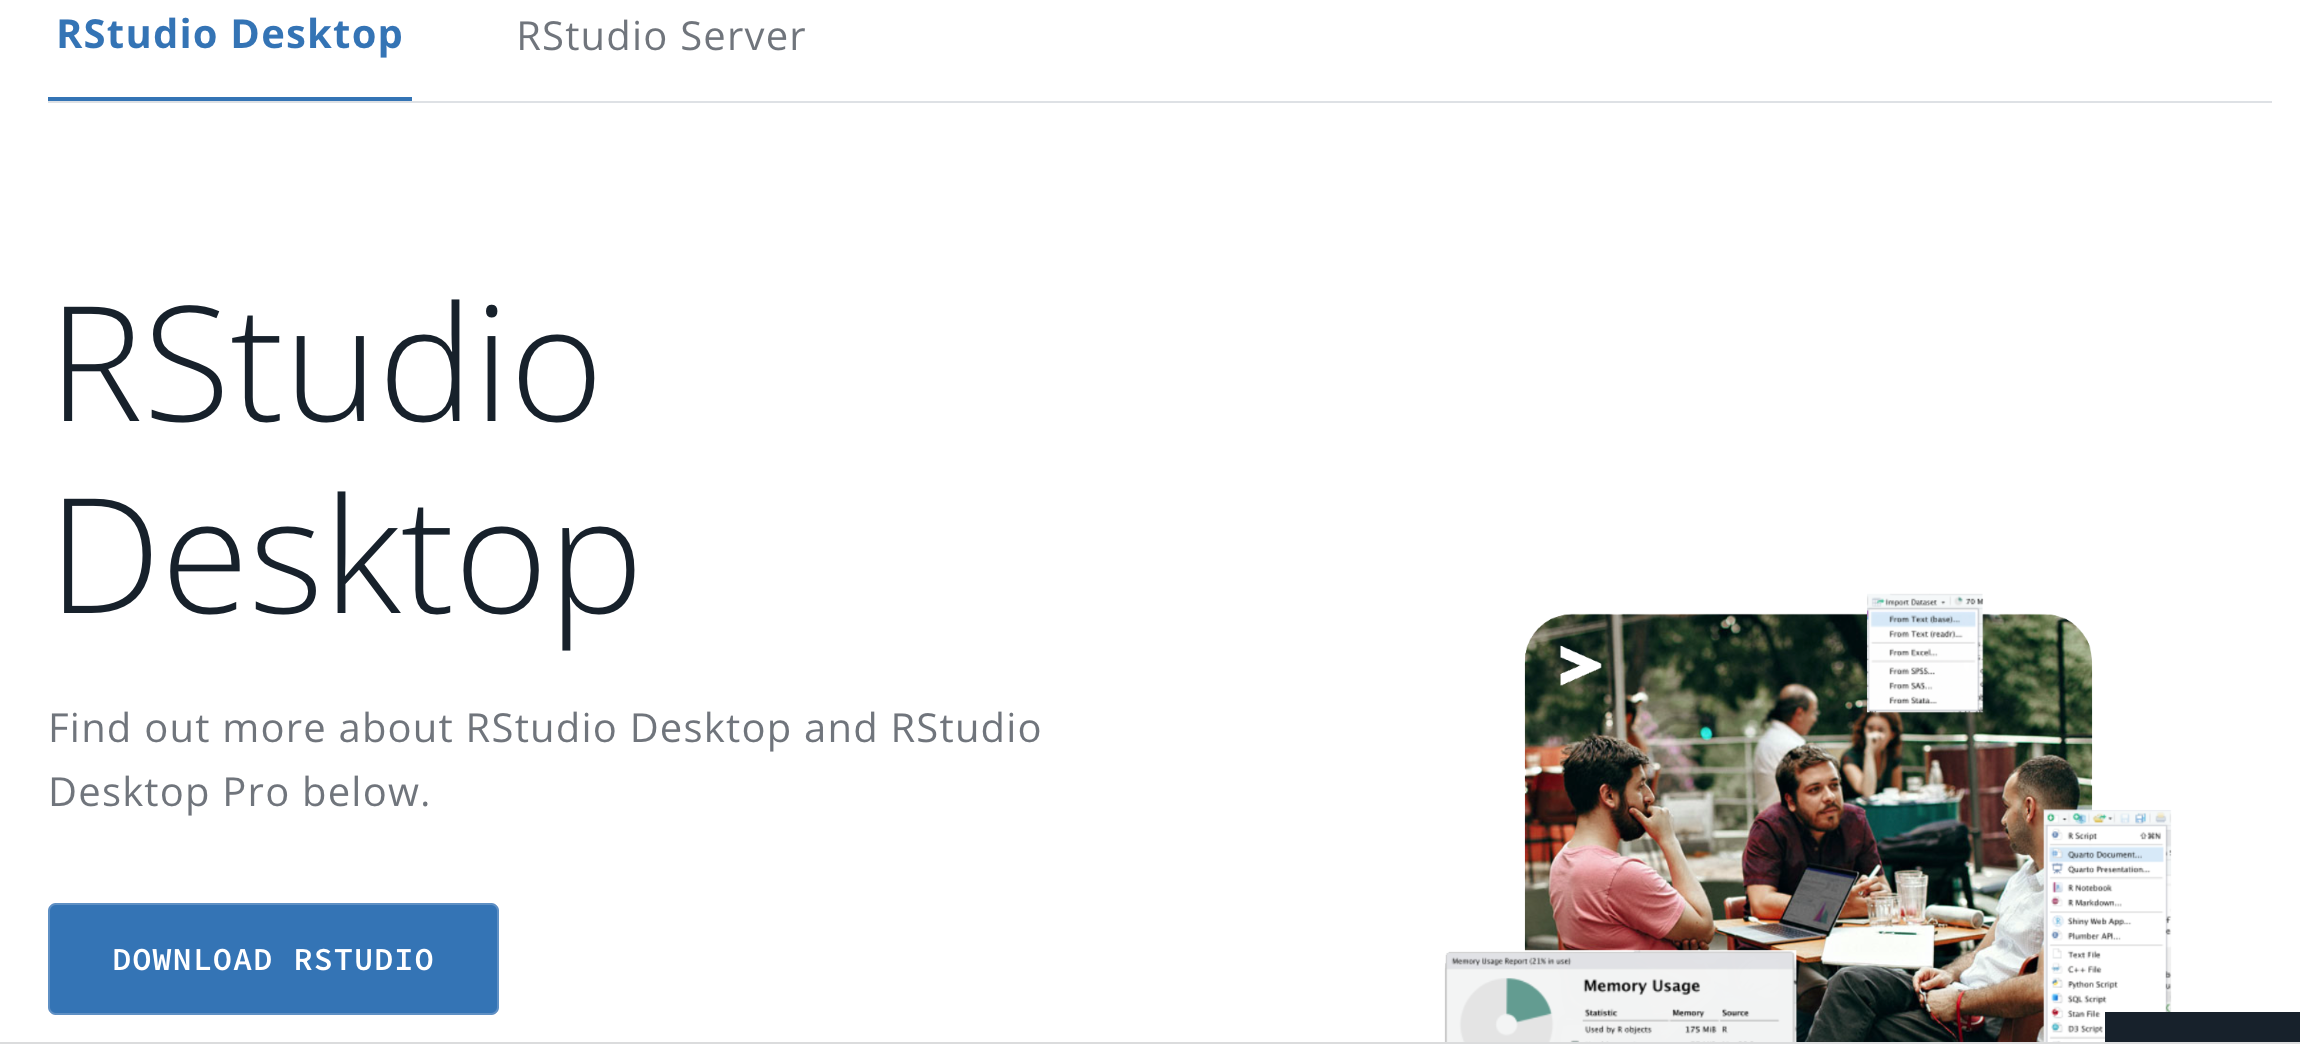 RStudio Desktop
RStudio Server
RStudio
Desktop
Find out more about RStudio Desktop and RStudio
Desktop Pro below.
DOWNLOAD RSTUDIO
>
Import Dataset
70 M
From Text (base)...
From Text (readr)...
From Excel...
From SPSS...
From SAS...
From Stata...
R Script ⇧⌘N
Quarto Document...
Quarto Presentation...
R Notebook
R Markdown...
Shiny Web App...
Plumber API...
Text File
C++ File
Python Script
SQL Script
Stan File
D3 Script
Memory Usage Report (21% in use)
Memory Usage
Statistic Memory Source
Used by R objects 175 MiB R